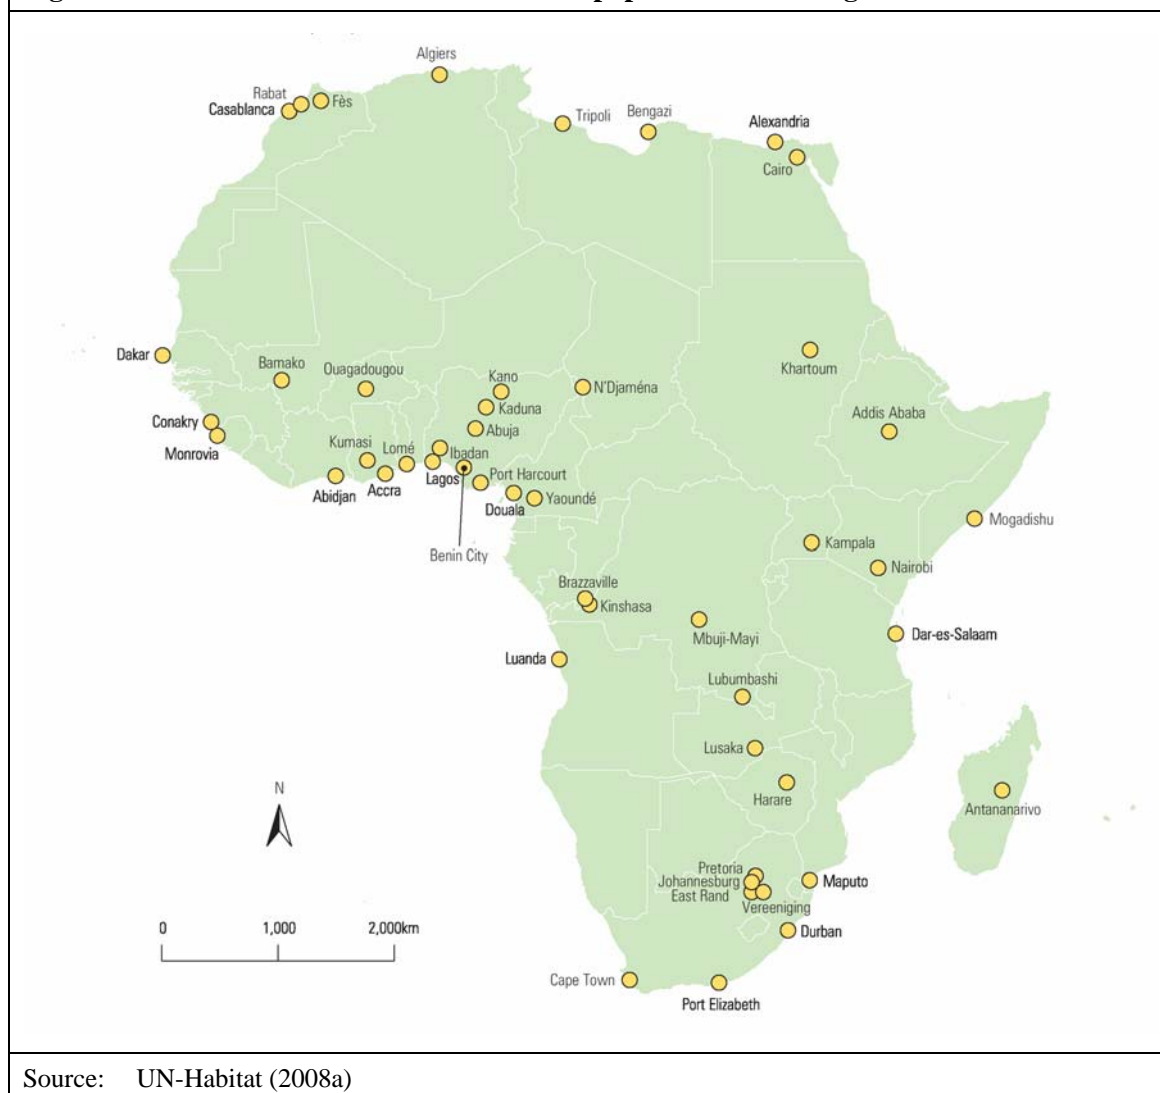 Algiers
Rabat
Casablanca
Fès
Tripoli
Bengazi
Alexandria
Cairo
Dakar
Bamako
Ouagadougou
Kano
N'Djaména
Khartoum
Kaduna
Addis Ababa
Conakry
Abuja
Monrovia
Kumasi
Lomé
Ibadan
Lagos
Port Harcourt
Abidjan
Accra
Douala
Yaoundé
Mogadishu
Benin City
Kampala
Nairobi
Brazzaville
Kinshasa
Mbuji-Mayi
Dar-es-Salaam
Luanda
Lubumbashi
Lusaka
N
Harare
Antananarivo
Pretoria
Johannesburg
East Rand
Maputo
Vereeniging
0 1,000 2,000km
Durban
Cape Town
Port Elizabeth
Source: UN-Habitat (2008a)